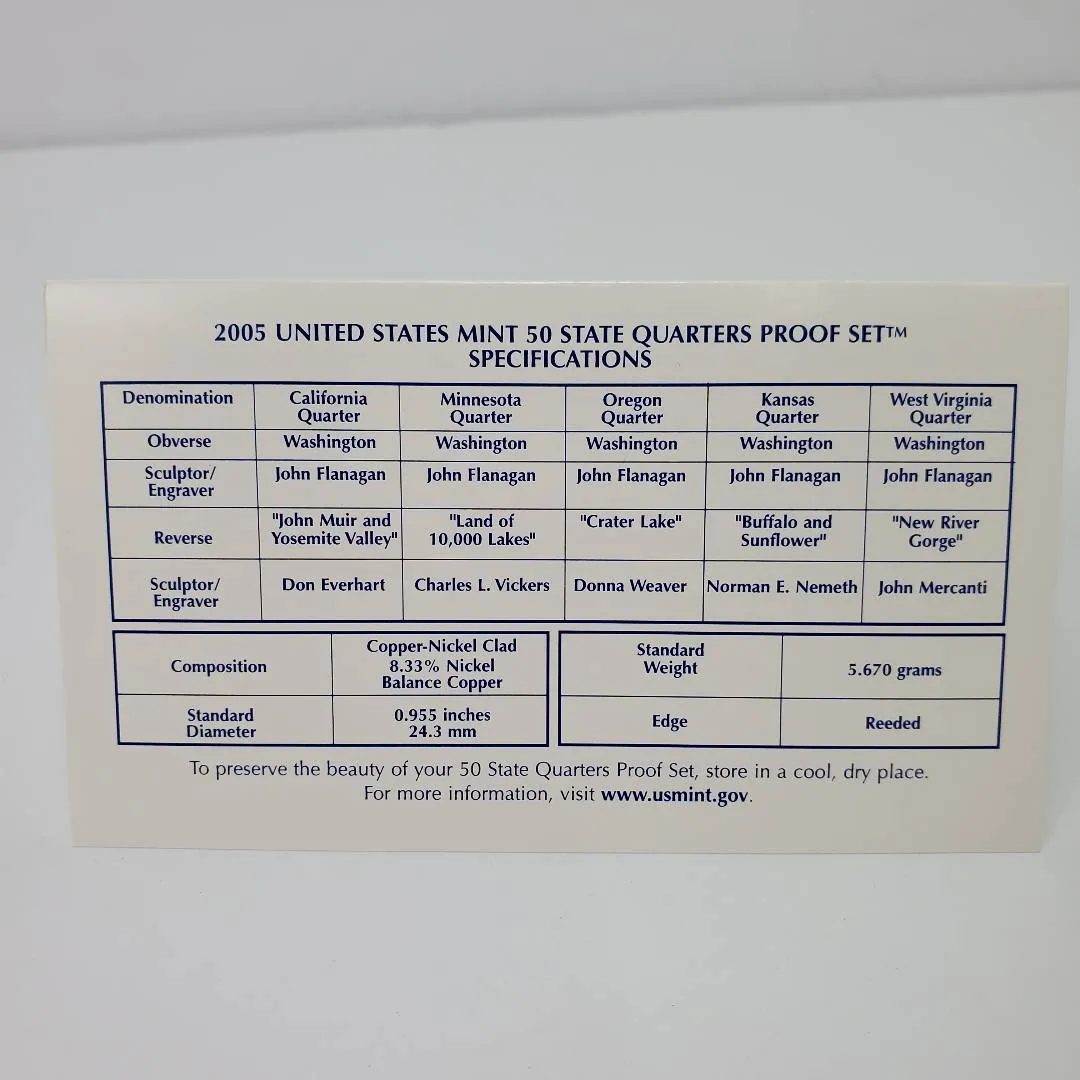 2005 UNITED STATES MINT 50 STATE QUARTERS PROOF SET™
SPECIFICATIONS
Denomination
California
Quarter
Minnesota
Quarter
Oregon
Quarter
Kansas
Quarter
West Virginia
Quarter
Obverse
Washington
Washington
Washington
Washington
Washington
Sculptor/
Engraver
John Flanagan
John Flanagan
John Flanagan
John Flanagan
John Flanagan
Reverse
"John Muir and
Yosemite Valley"
"Land of
10,000 Lakes"
"Crater Lake"
"Buffalo and
Sunflower"
"New River
Gorge"
Sculptor/
Engraver
Don Everhart
Charles L. Vickers
Donna Weaver
Norman E. Nemeth
John Mercanti
Composition
Copper-Nickel Clad
8.33% Nickel
Balance Copper
Standard
Weight
5.670 grams
Standard
Diameter
0.955 inches
24.3 mm
Edge
Reeded
To preserve the beauty of your 50 State Quarters Proof Set, store in a cool, dry place.
For more information, visit www.usmint.gov.